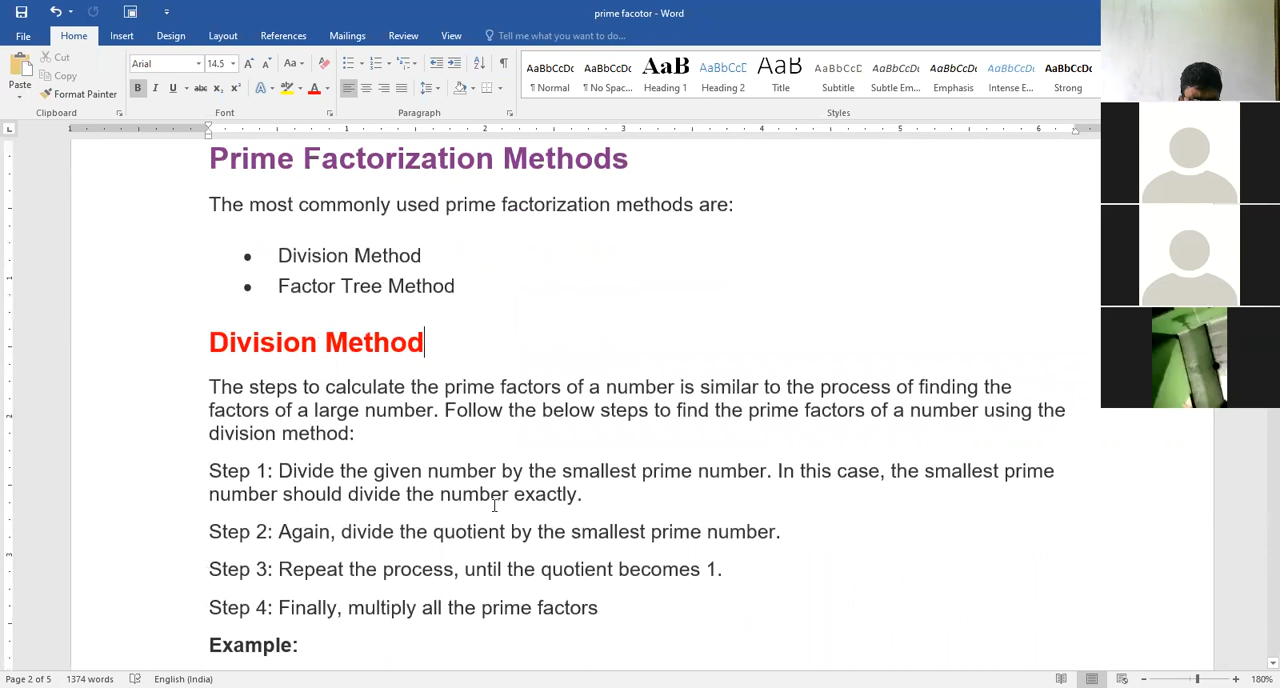 prime facotor - Word
File Home Insert Design Layout References Mailings Review View Tell me what you want to do...
Cut
Copy
Paste
Format Painter
Arial 14.5
Clipboard Font Paragraph Styles
AaBbCcDc AaBbCcDc AaB AaBbCcD AaB AaBbCcD AaBbCcDt AaBbCcDt AaBbCcDt AaBbCcDc
¶ Normal ¶ No Spac... Heading 1 Heading 2 Title Subtitle Subtle Em... Emphasis Intense E... Strong
Prime Factorization Methods
The most commonly used prime factorization methods are:
• Division Method
• Factor Tree Method
Division Method
The steps to calculate the prime factors of a number is similar to the process of finding the
factors of a large number. Follow the below steps to find the prime factors of a number using the
division method:
Step 1: Divide the given number by the smallest prime number. In this case, the smallest prime
number should divide the number exactly.
Step 2: Again, divide the quotient by the smallest prime number.
Step 3: Repeat the process, until the quotient becomes 1.
Step 4: Finally, multiply all the prime factors
Example:
Page 2 of 5 1374 words English (India) 180%